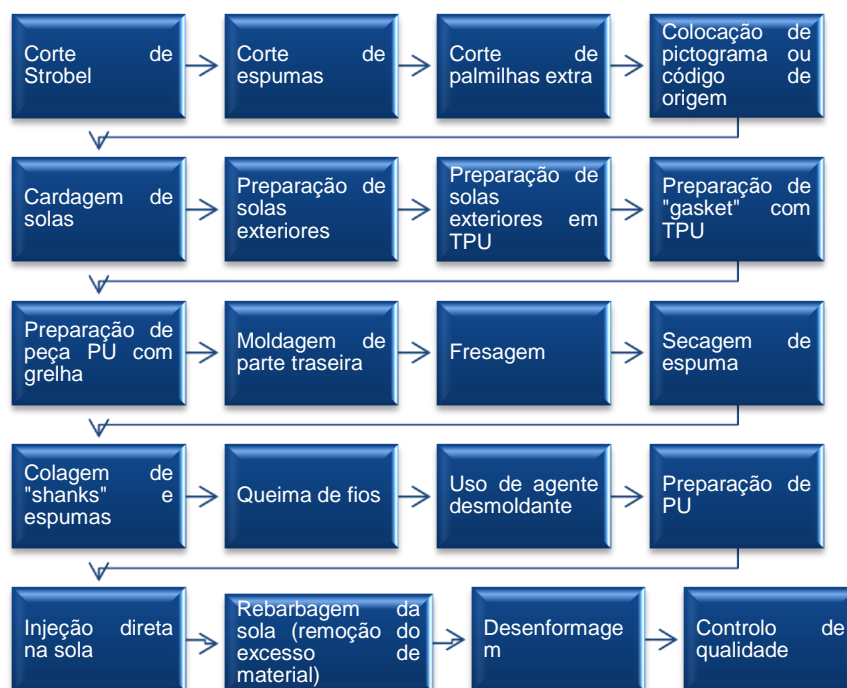 Corte de
Strobel
Corte de
espumas
Corte de
palmilhas extra
Colocação de
pictograma ou
código de
origem
Cardagem de
solas
Preparação de
solas
exteriores
Preparação de
solas
exteriores em
TPU
Preparação de
"gasket" com
TPU
Preparação de
peça PU com
grelha
Moldagem de
parte traseira
Fresagem
Secagem de
espuma
Colagem de
"shanks" e
espumas
Queima de fios
Uso de agente
desmoldante
Preparação de
PU
Injeção direta
na sola
Rebarbagem da
sola (remoção do
excesso de
material)
Desenformage
m
Controlo de
qualidade